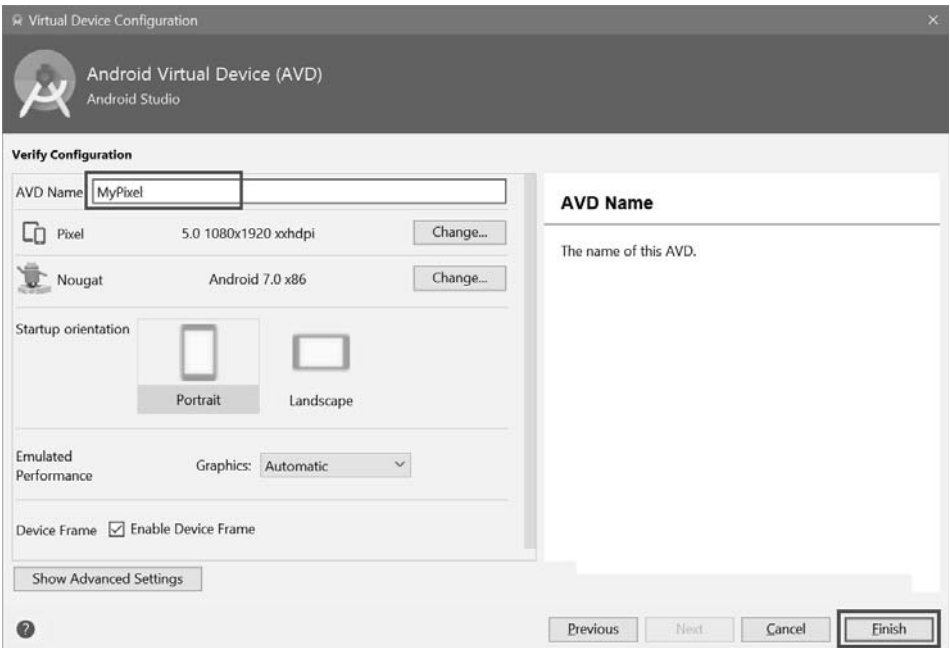 Virtual Device Configuration
Android Virtual Device (AVD)
Android Studio
Verify Configuration
AVD Name MyPixel
Pixel 5.0 1080x1920 xxhdpi Change...
Nougat Android 7.0 x86 Change...
Startup orientation
Portrait Landscape
Emulated
Performance
Graphics: Automatic
Device Frame Enable Device Frame
Show Advanced Settings
AVD Name
The name of this AVD.
? Previous Next Cancel Finish